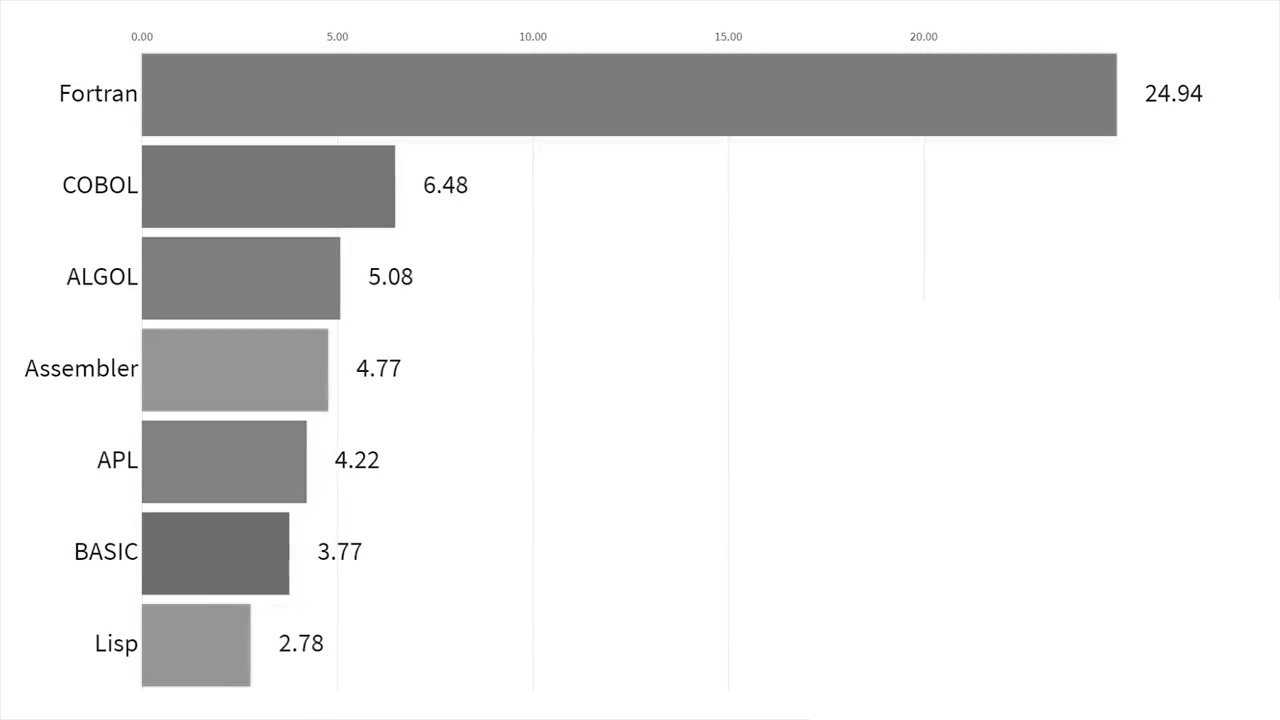 0.00 5.00 10.00 15.00 20.00
Fortran 24.94
COBOL 6.48
ALGOL 5.08
Assembler 4.77
APL 4.22
BASIC 3.77
Lisp 2.78